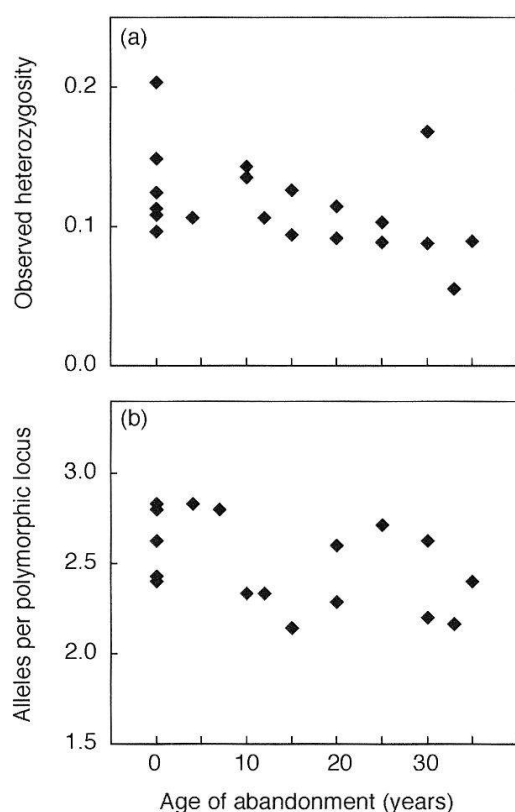 (a)
Observed heterozygosity
0.2
0.1
0.0
(b)
Alleles per polymorphic locus
3.0
2.5
2.0
1.5
0 10 20 30
Age of abandonment (years)